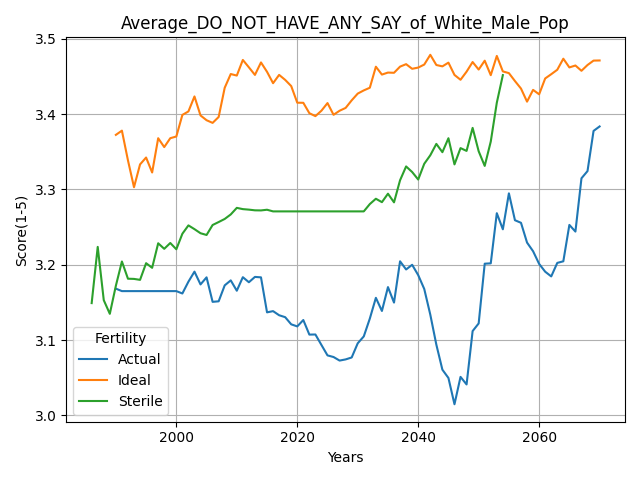 Average_DO_NOT_HAVE_ANY_SAY_of_White_Male_Pop
Score(1-5)
3.5
3.4
3.3
3.2
3.1
3.0
Fertility
Actual
Ideal
Sterile
2000
2020
2040
2060
Years